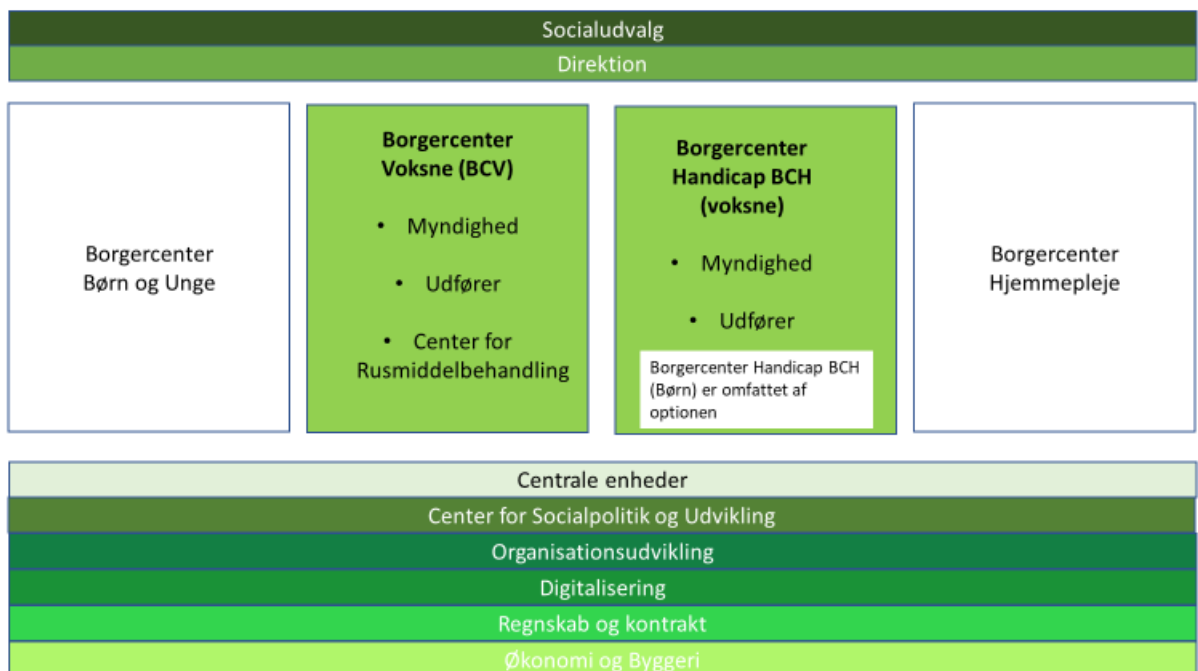 Socialudvalg
Direktion
Borgercenter
Børn og Unge
Borgercenter
Voksne (BCV)
• Myndighed
• Udfører
• Center for
Rusmiddelbehandling
Borgercenter
Handicap BCH
(voksne)
• Myndighed
• Udfører
Borgercenter Handicap BCH
(Børn) er omfattet af
optionen
Borgercenter
Hjemmepleje
Centrale enheder
Center for Socialpolitik og Udvikling
Organisationsudvikling
Digitalisering
Regnskab og kontrakt
Økonomi og Byggeri